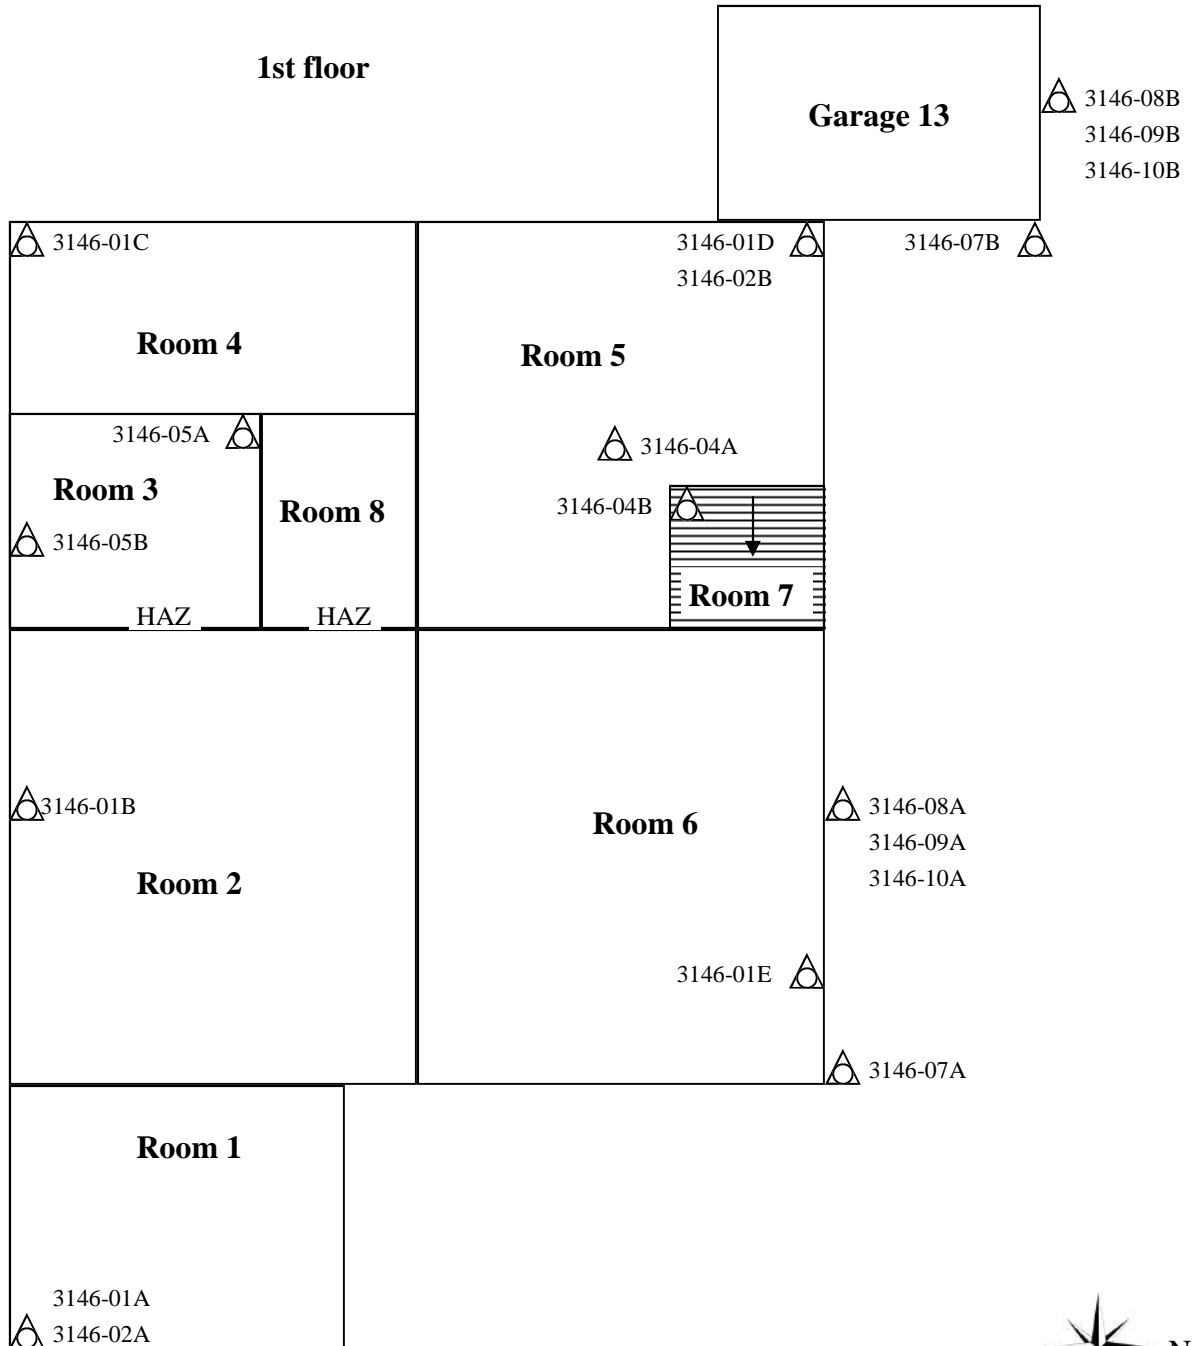 1st floor
Garage 13
3146-08B
3146-09B
3146-10B
3146-01C
3146-01D
3146-02B
3146-07B
Room 4
Room 5
3146-05A
3146-04A
Room 3
Room 8
3146-04B
3146-05B
Room 7
HAZ
HAZ
3146-01B
Room 6
3146-08A
3146-09A
3146-10A
Room 2
3146-01E
3146-07A
Room 1
3146-01A
3146-02A
N